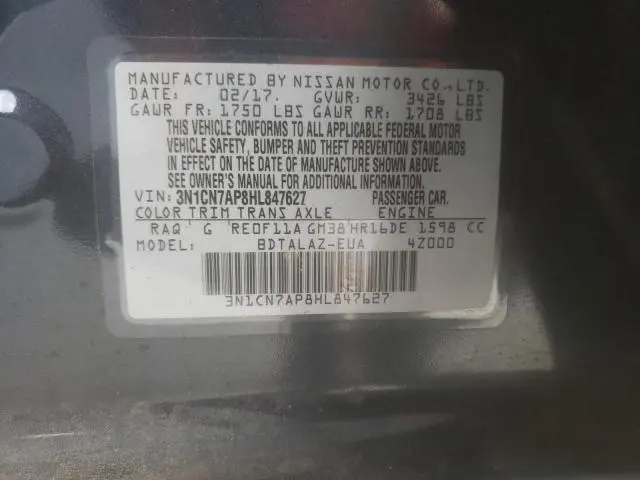 MANUFACTURED BY NISSAN MOTOR CO.,LTD.
DATE: 02/17. GVWR: 3426 LBS
GAWR FR: 1750 LBS GAWR RR: 1708 LBS
THIS VEHICLE CONFORMS TO ALL APPLICABLE FEDERAL MOTOR
VEHICLE SAFETY, BUMPER AND THEFT PREVENTION STANDARDS
IN EFFECT ON THE DATE OF MANUFACTURE SHOWN ABOVE.
SEE OWNER'S MANUAL FOR ADDITIONAL INFORMATION.
VIN: 3N1CN7AP8HL847627 PASSENGER CAR.
COLOR TRIM TRANS AXLE ENGINE
RAQ G RE0F11A GM38 HR16DE 1598 CC
BDTALAZ-EUA 4Z000
3N1CN7AP8HL847627